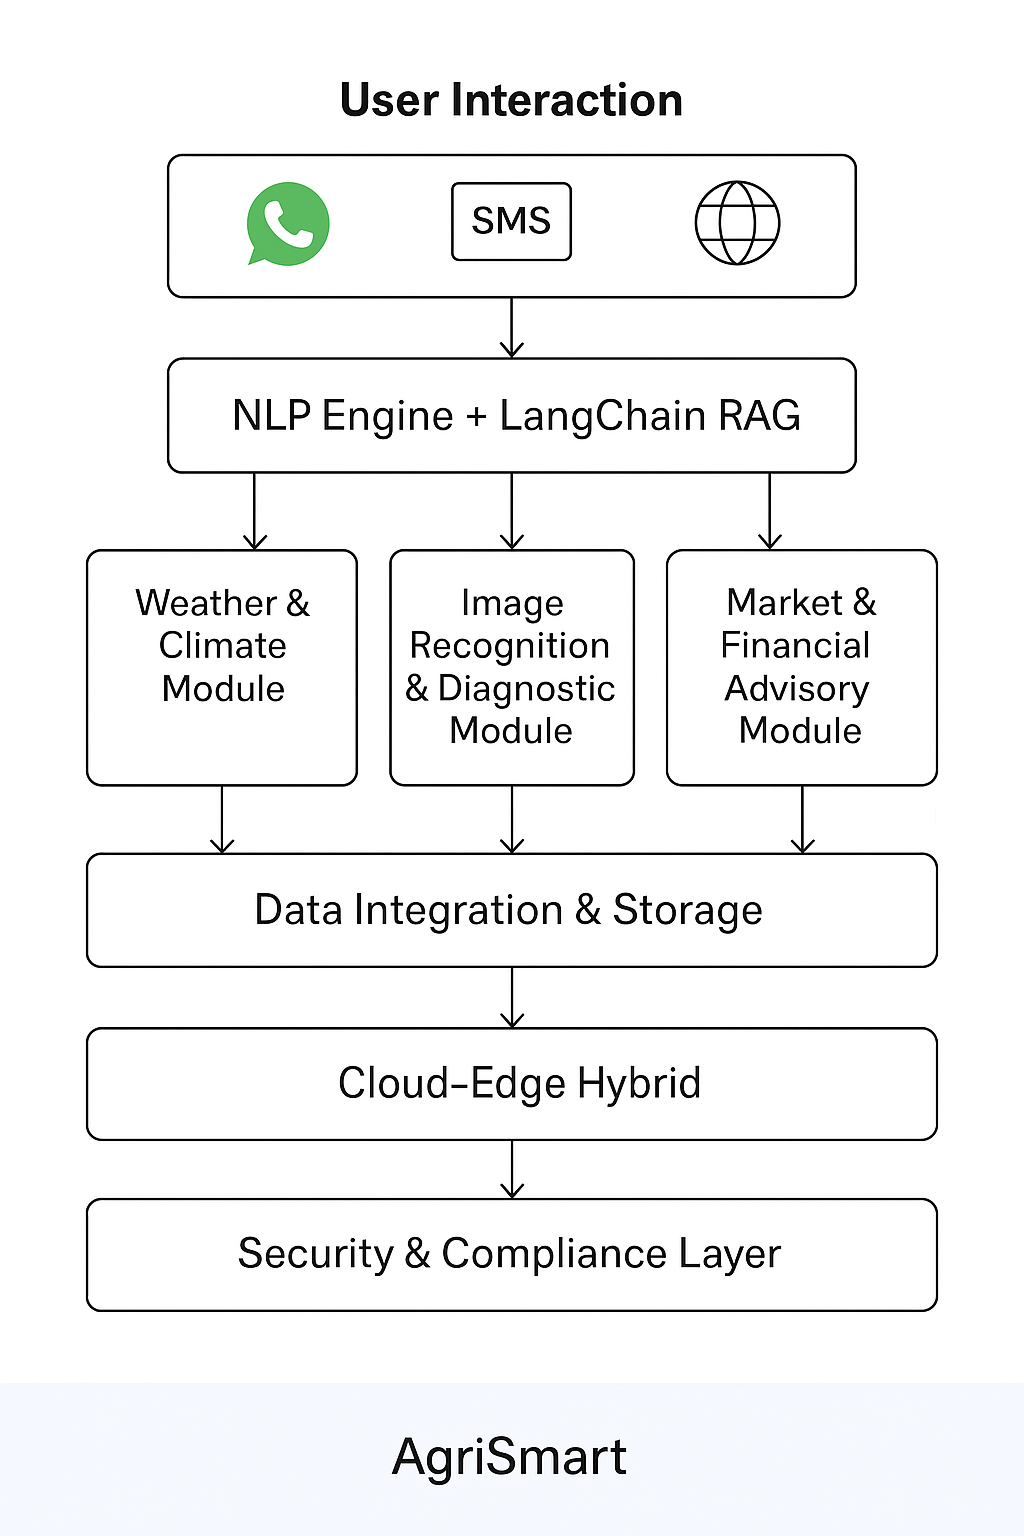 User Interaction
SMS
NLP Engine + LangChain RAG
Weather &
Climate
Module
Image
Recognition
& Diagnostic
Module
Market &
Financial
Advisory
Module
Data Integration & Storage
Cloud–Edge Hybrid
Security & Compliance Layer
AgriSmart